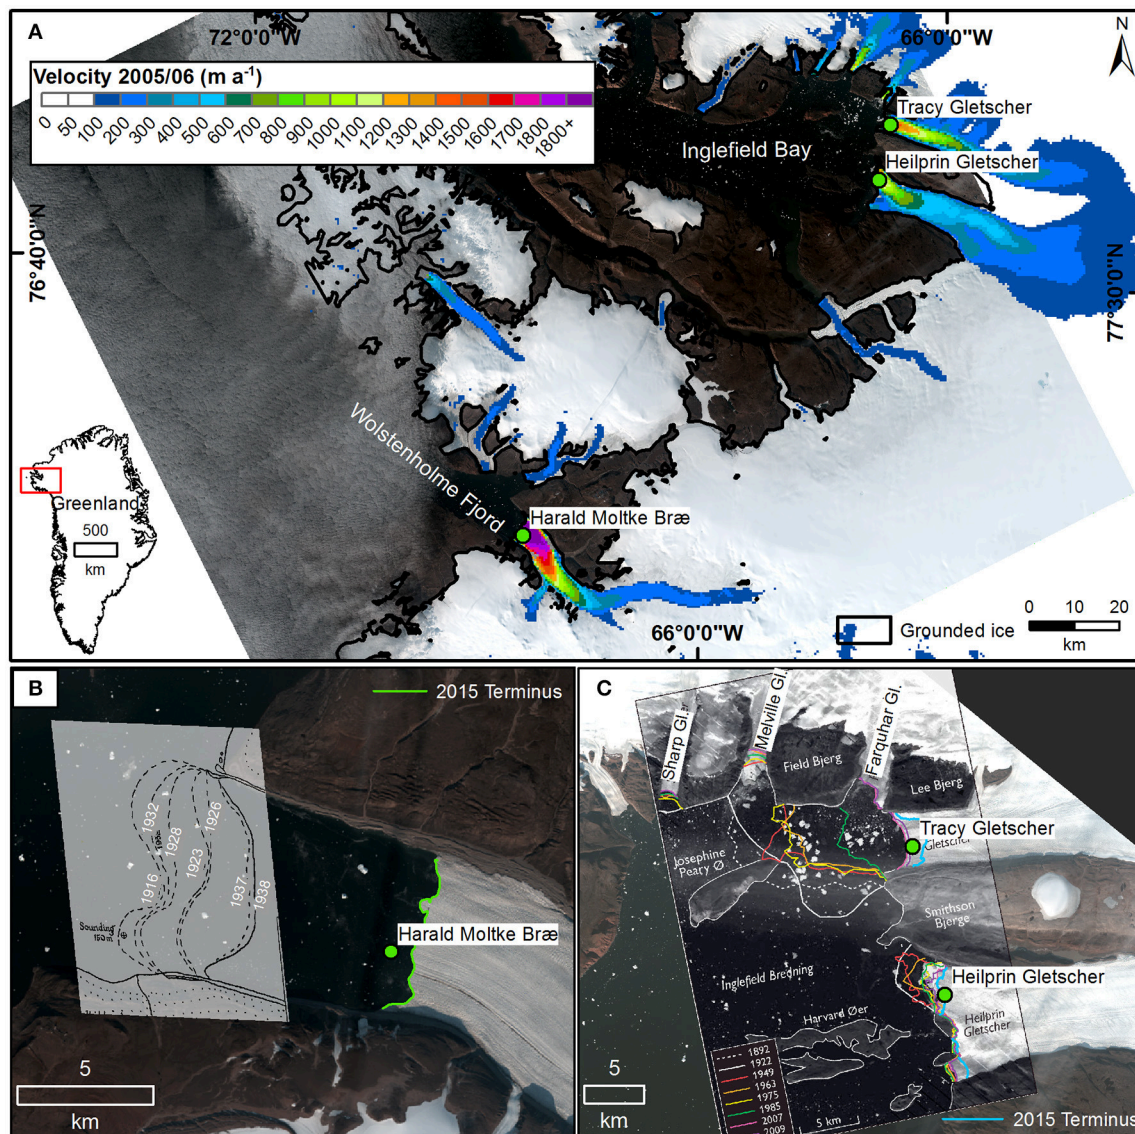 A
72°0'0"W
66°0'0"W
N
Velocity 2005/06 (m a-1)
0
50
100
200
300
400
500
600
700
800
900
1000
1100
1200
1300
1400
1500
1600
1700
1800
1800+
Tracy Gletscher
Inglefield Bay
Heilprin Gletscher
76°40'0"N
77°30'0"N
Wolstenholme Fjord
Harald Moltke Bræ
Greenland
500
km
66°0'0"W
Grounded ice
0 10 20
km
B
2015 Terminus
1932
1928
1926
1923
1916
1937
1938
Sounding
150m
Harald Moltke Bræ
5
km
C
Sharp Gl.
Melville Gl.
Farquhar Gl.
Field Bjerg
Lee Bjerg
Tracy Gletscher
Gletscher
Josephine
Peary Ø
Smithson
Bjerge
Inglefield Bredning
Heilprin Gletscher
Heilprin
Gletscher
Harvard Øer
1892
1922
1949
1963
1975
1985
2007
2009
5 km
5
km
2015 Terminus